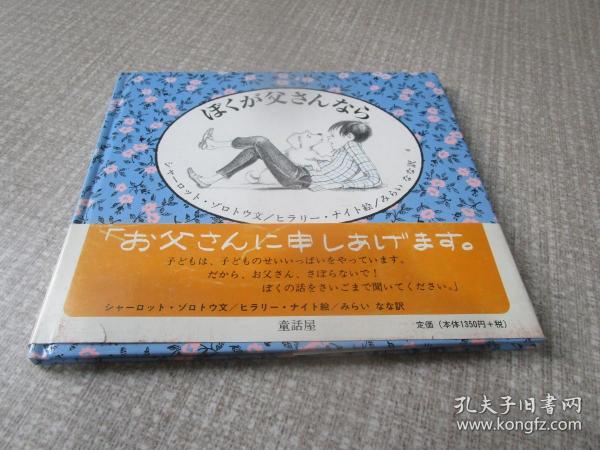 ぼくが父さんなら
シャーロット・ゾロトウ文/ヒラリー・ナイト絵/みらい なな訳
「お父さんに申しあげます。
子どもは、子どものせいいっぱいをやっています。
だから、お父さん、さぼらないで!
ぼくの話をさいごまで聞いてください。」
シャーロット・ゾロトウ文/ヒラリー・ナイト絵/みらい なな訳
童話屋
定価(本体1350円+税)
孔夫子旧书网
www.kongfz.com